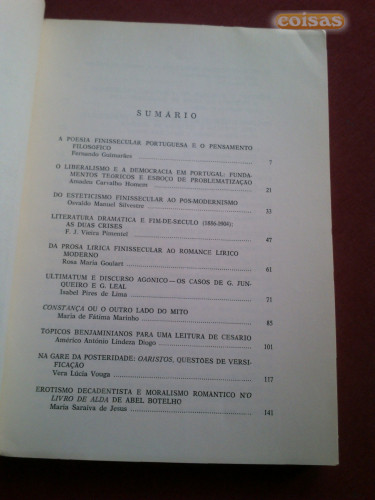 coisas
SUMÁRIO
A POESIA FINISSECULAR PORTUGUESA E O PENSAMENTO
FILOSÓFICO
Fernando Guimarães 7
O LIBERALISMO E A DEMOCRACIA EM PORTUGAL: FUNDA-
MENTOS TEÓRICOS E ESBOÇO DE PROBLEMATIZAÇÃO
Amadeu Carvalho Homem 21
DO ESTETICISMO FINISSECULAR AO PÓS-MODERNISMO
Osvaldo Manuel Silvestre 33
LITERATURA DRAMÁTICA E FIM-DE-SÉCULO (1886-1904):
AS DUAS CRISES
F. J. Vieira Pimentel 47
DA PROSA LÍRICA FINISSECULAR AO ROMANCE LÍRICO
MODERNO
Rosa Maria Goulart 61
ULTIMATUM E DISCURSO AGÓNICO — OS CASOS DE G. JUN-
QUEIRO E G. LEAL
Isabel Pires de Lima 71
CONSTANÇA OU O OUTRO LADO DO MITO
Maria de Fátima Marinho 85
TÓPICOS BENJAMINIANOS PARA UMA LEITURA DE CESÁRIO
Américo António Lindeza Diogo 101
NA GARE DA POSTERIDADE: OARISTOS. QUESTÕES DE VERSI-
FICAÇÃO
Vera Lúcia Vouga 117
EROTISMO DECADENTISTA E MORALISMO ROMÂNTICO N'O
LIVRO DE ALDA DE ABEL BOTELHO
Maria Saraiva de Jesus 141